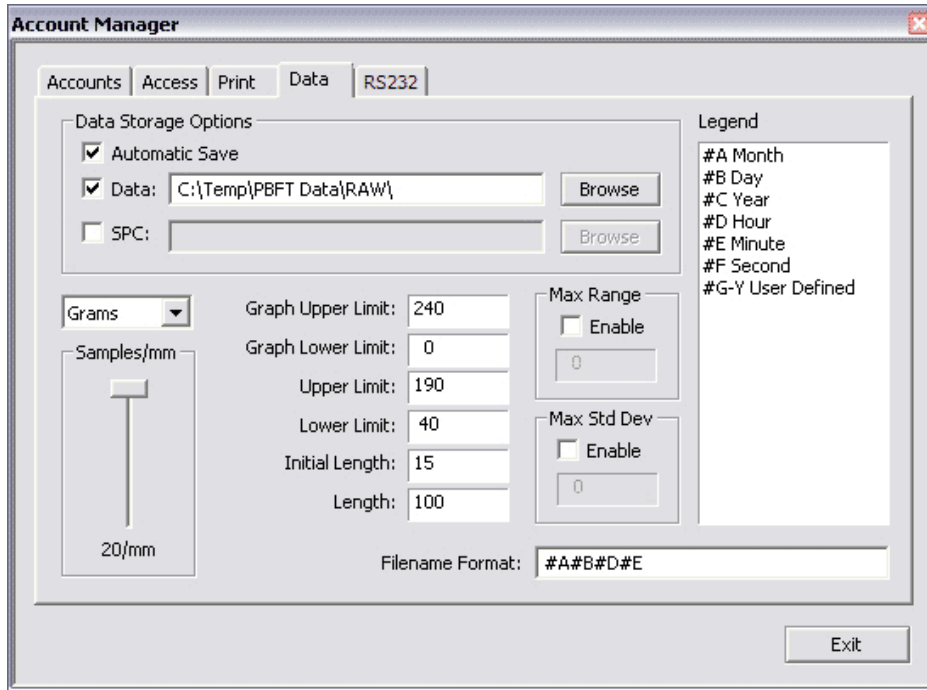 Account Manager
Accounts Access Print Data RS232
Data Storage Options
Automatic Save
Data: C:\Temp\PBFT Data\RAW\ Browse
SPC: Browse
Legend
#A Month
#B Day
#C Year
#D Hour
#E Minute
#F Second
#G-Y User Defined
Grams
Samples/mm
20/mm
Graph Upper Limit: 240
Graph Lower Limit: 0
Upper Limit: 190
Lower Limit: 40
Initial Length: 15
Length: 100
Max Range
Enable
0
Max Std Dev
Enable
0
Filename Format: #A#B#D#E
Exit